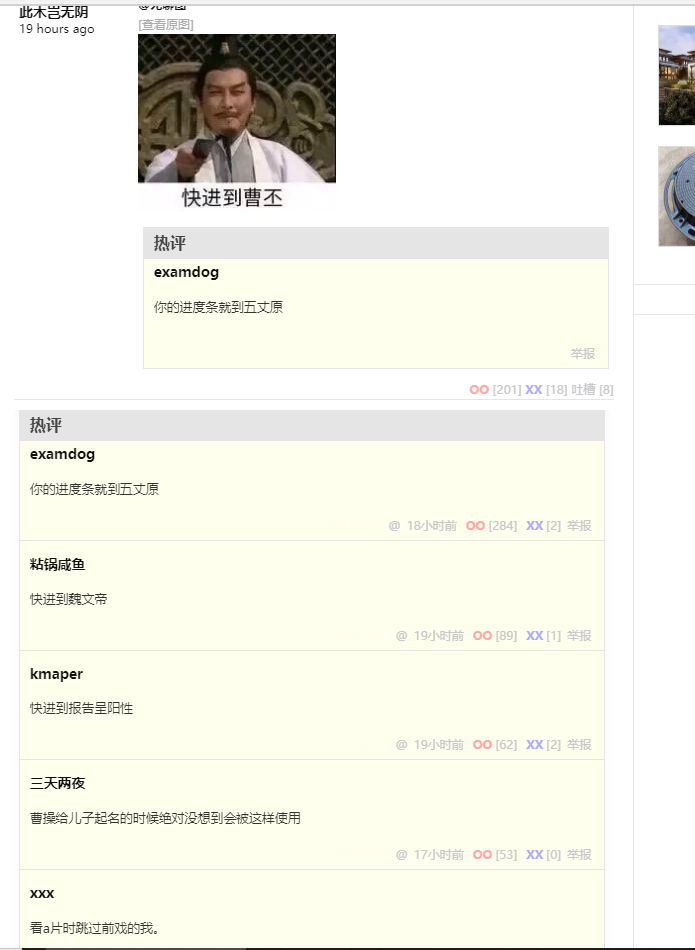 此木岂无阴
19 hours ago
@无聊图
[查看原图]
快进到曹丕
热评
examdog
你的进度条就到五丈原
举报
OO [201] XX [18] 吐槽 [8]
热评
examdog
你的进度条就到五丈原
@ 18小时前 OO [284] XX [2] 举报
粘锅咸鱼
快进到魏文帝
@ 19小时前 OO [89] XX [1] 举报
kmaper
快进到报告呈阳性
@ 19小时前 OO [62] XX [2] 举报
三天两夜
曹操给儿子起名的时候绝对没想到会被这样使用
@ 17小时前 OO [53] XX [0] 举报
xxx
看a片时跳过前戏的我。